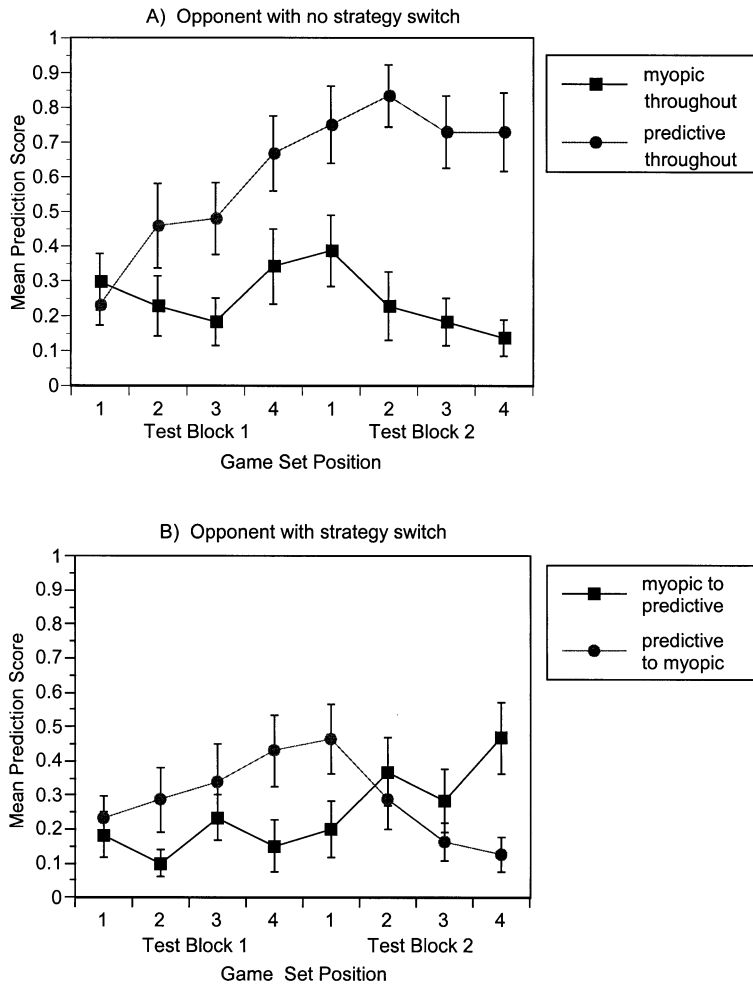 A) Opponent with no strategy switch
1
0.9
0.8
0.7
0.6
0.5
0.4
0.3
0.2
0.1
0
Mean Prediction Score
1 2 3 4 1 2 3 4
Test Block 1 Test Block 2
Game Set Position
myopic
throughout
predictive
throughout
B) Opponent with strategy switch
1
0.9
0.8
0.7
0.6
0.5
0.4
0.3
0.2
0.1
0
Mean Prediction Score
1 2 3 4 1 2 3 4
Test Block 1 Test Block 2
Game Set Position
myopic to
predictive
predictive
to myopic